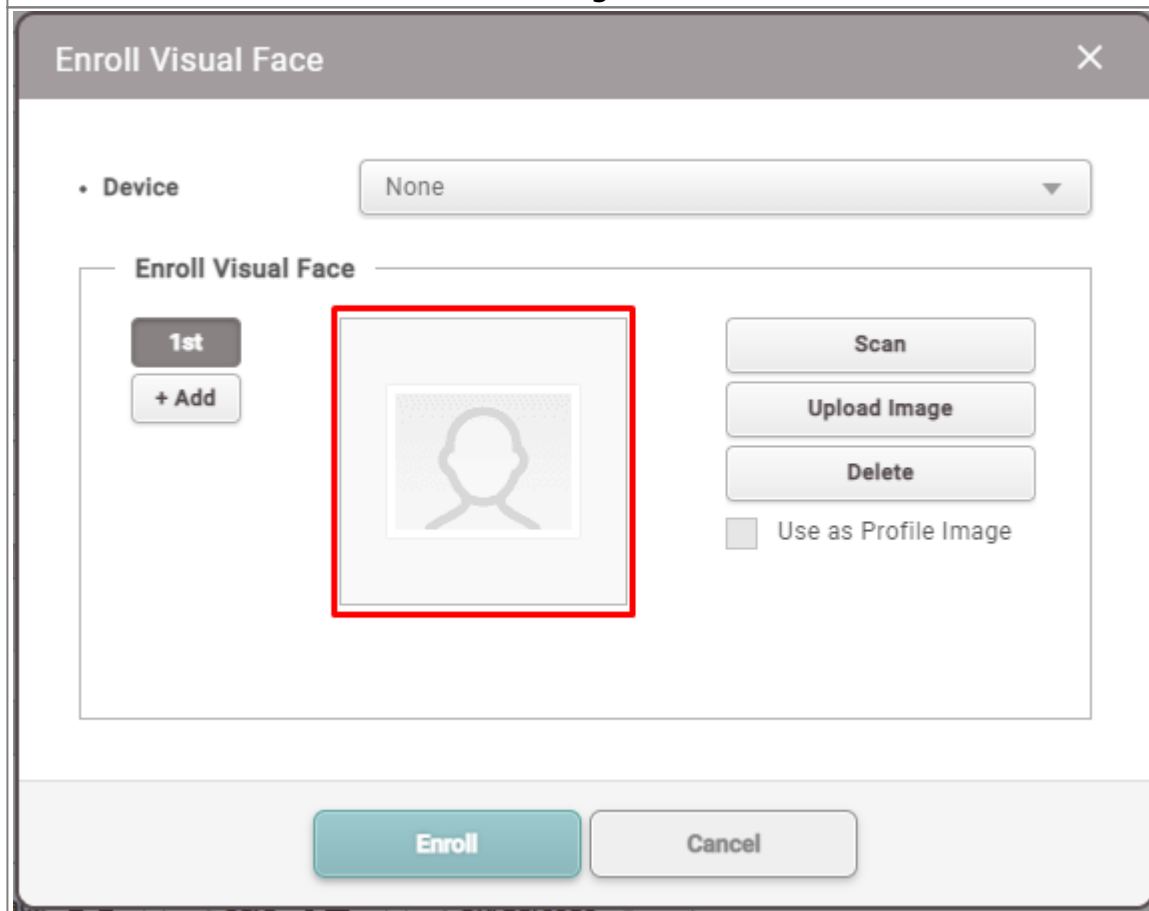 Enroll Visual Face
• Device
None
Enroll Visual Face
1st
+ Add
Scan
Upload Image
Delete
Use as Profile Image
Enroll
Cancel